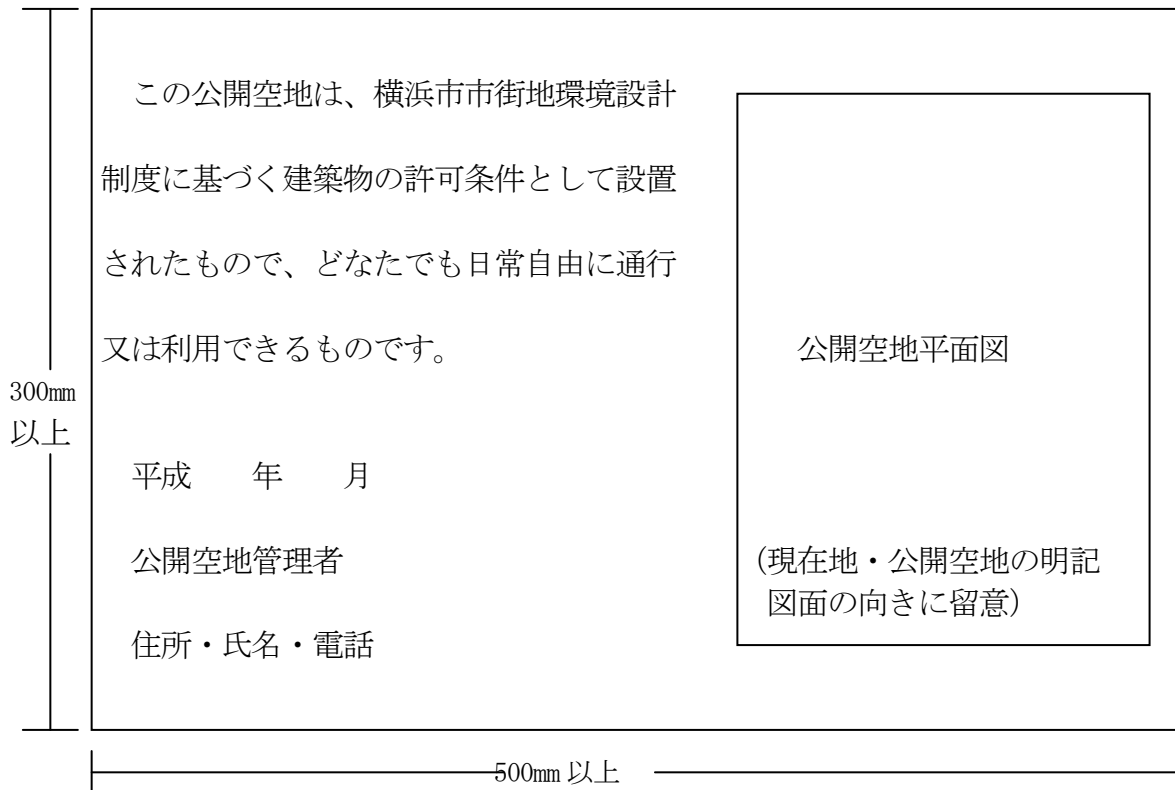 この公開空地は、横浜市市街地環境設計
制度に基づく建築物の許可条件として設置
されたもので、どなたでも日常自由に通行
又は利用できるものです。
平成　　年　　月
公開空地管理者
住所・氏名・電話
公開空地平面図
(現在地・公開空地の明記
図面の向きに留意)
300mm
以上
500mm 以上